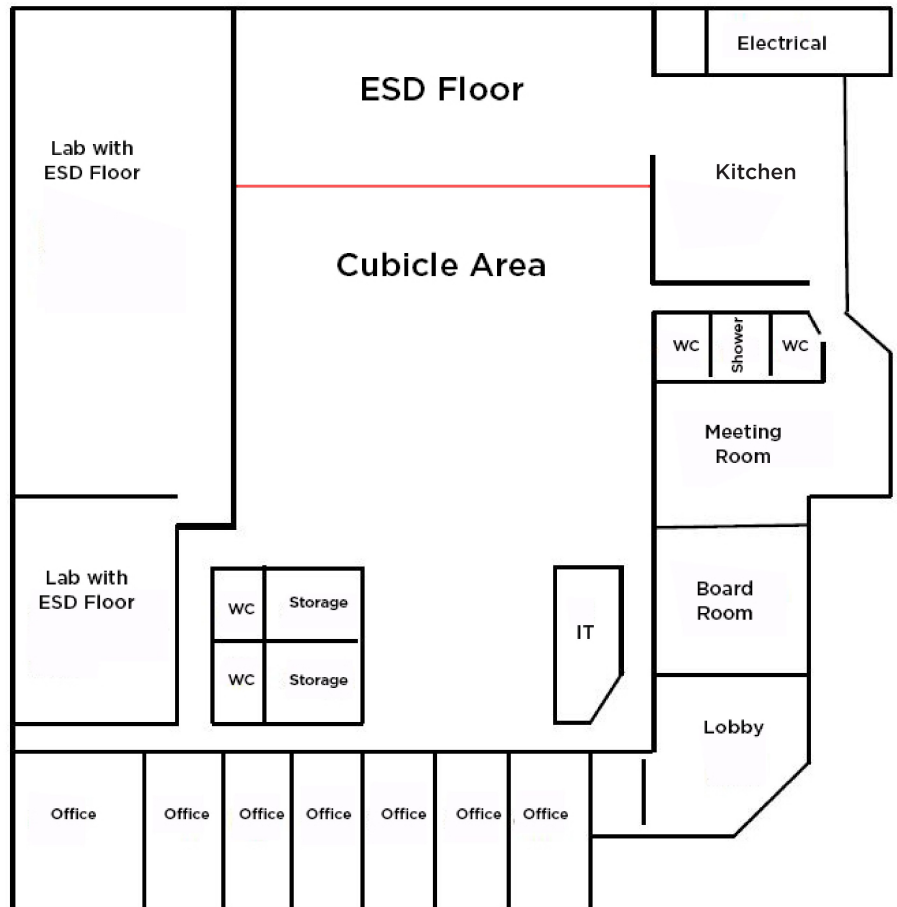 Electrical
ESD Floor
Lab with
ESD Floor
Kitchen
Cubicle Area
WC
Shower
WC
Meeting
Room
Lab with
ESD Floor
WC
Storage
IT
Board
Room
WC
Storage
Lobby
Office
Office
Office
Office
Office
Office
Office